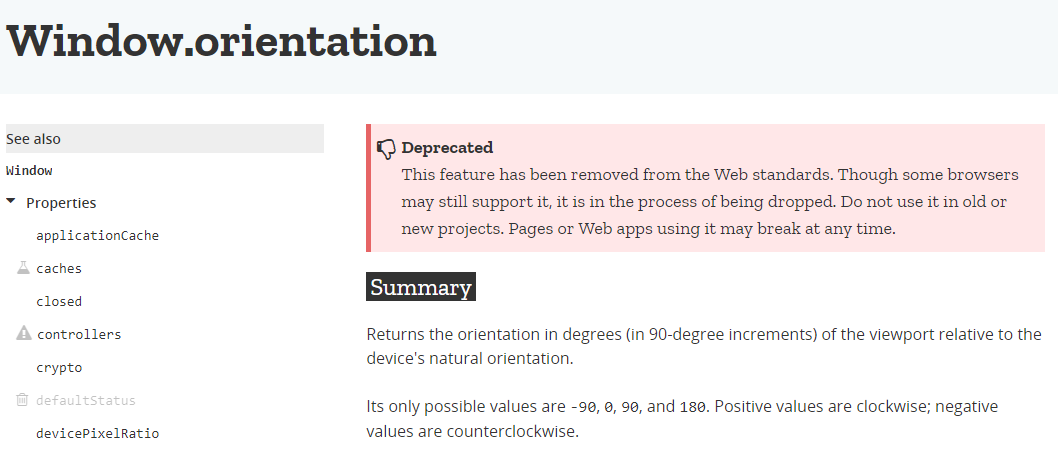 Window.orientation
See also
Window
Properties
applicationCache
caches
closed
controllers
crypto
defaultStatus
devicePixelRatio
Deprecated
This feature has been removed from the Web standards. Though some browsers
may still support it, it is in the process of being dropped. Do not use it in old or
new projects. Pages or Web apps using it may break at any time.
Summary
Returns the orientation in degrees (in 90-degree increments) of the viewport relative to the
device's natural orientation.
Its only possible values are -90, 0, 90, and 180. Positive values are clockwise; negative
values are counterclockwise.